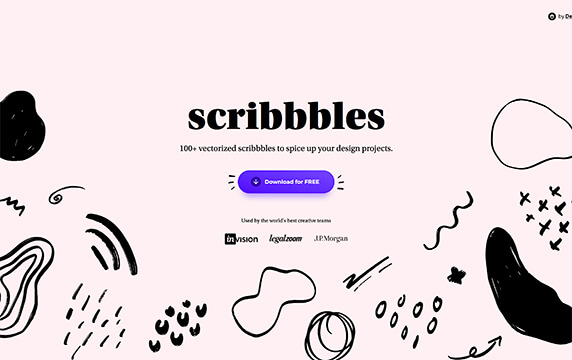 by De
scribbbles
100+ vectorized scribbbles to spice up your design projects.
Download for FREE
Used by the world's best creative teams
inVISION legalzoom J.P.Morgan